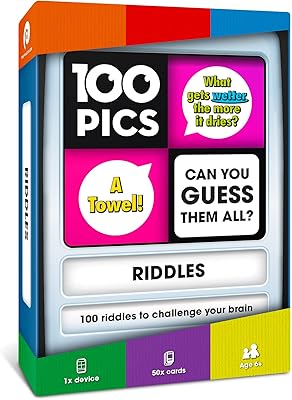 100
PICS
What
gets wetter
the more
it dries?
A
Towel!
CAN YOU
GUESS
THEM ALL?
RIDDLES
RIDDLES
100 riddles to challenge your brain
1x device
50x cards
Age 6+